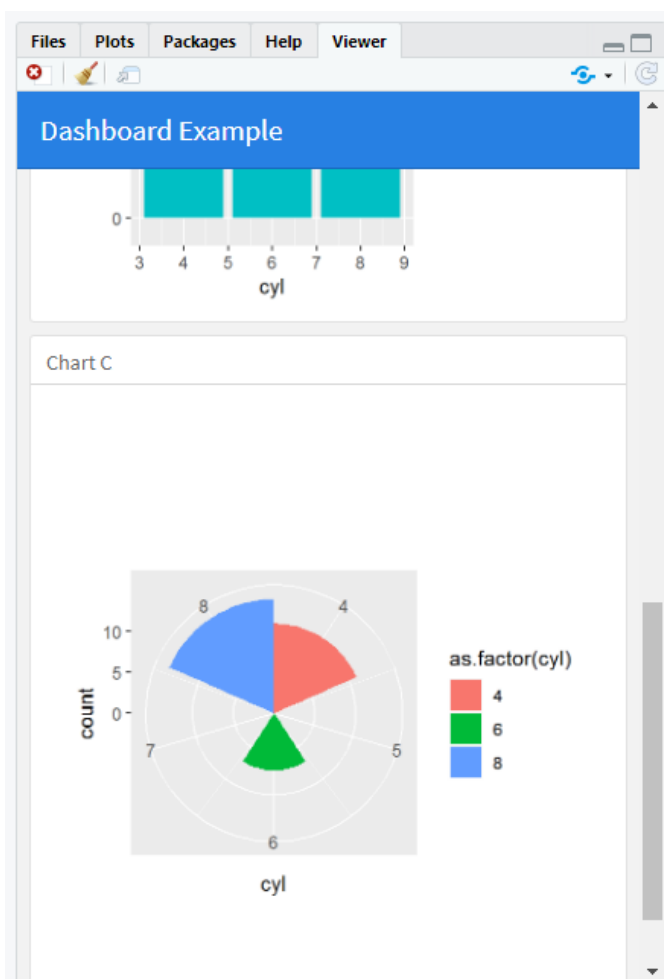 Files Plots Packages Help Viewer
Dashboard Example
0
3 4 5 6 7 8 9
cyl
Chart C
8 4
10
5
0
count
7 5
6
cyl
as.factor(cyl)
4
6
8